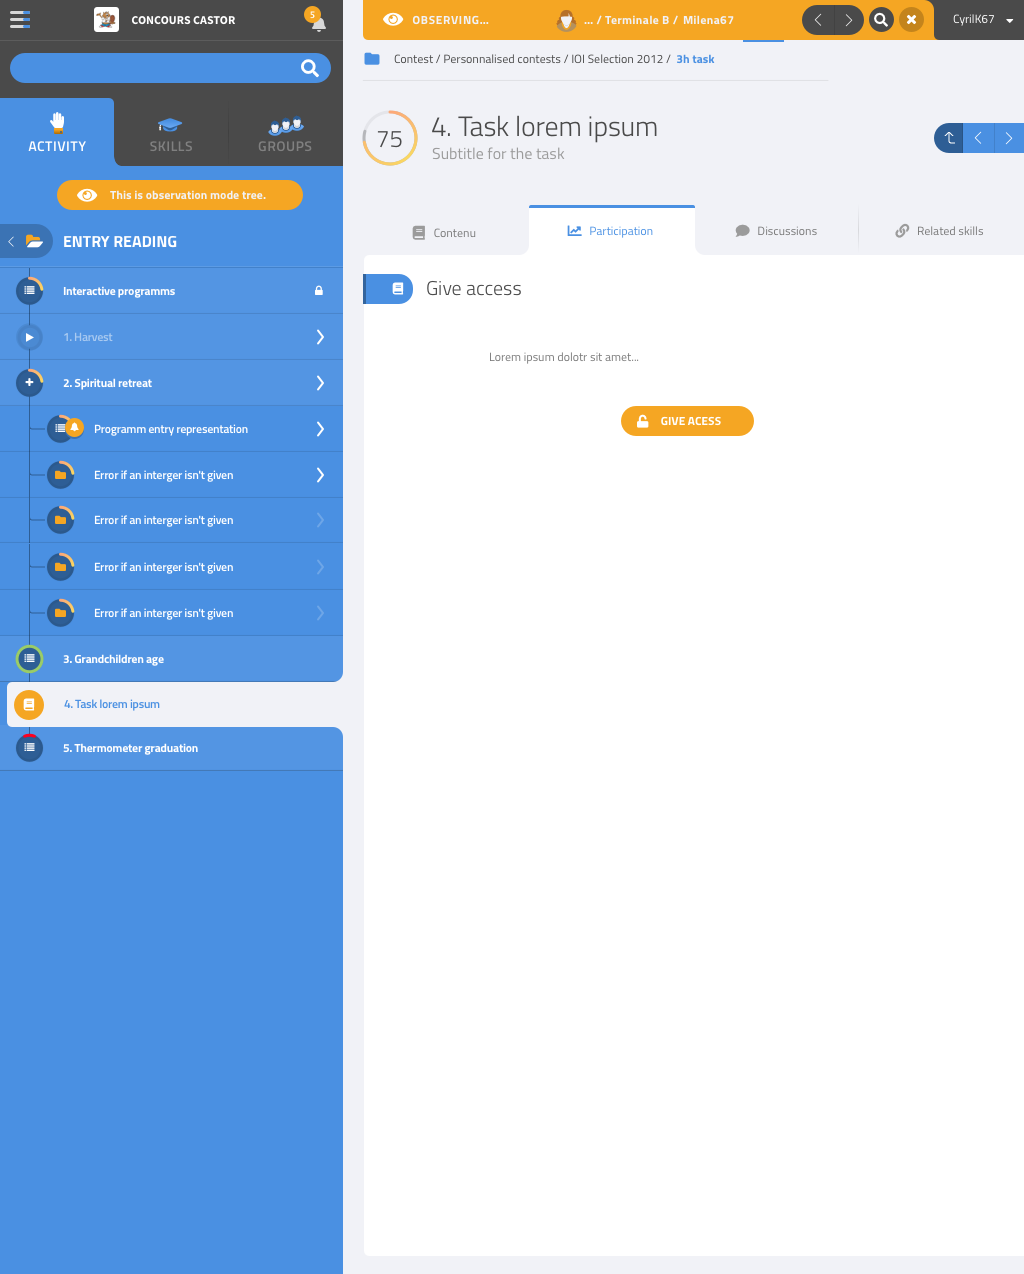 CONCOURS CASTOR
5
OBSERVING...
... / Terminale B / Milena67
CyrilK67
Contest / Personnalised contests / IOI Selection 2012 / 3h task
ACTIVITY
SKILLS
GROUPS
75
4. Task lorem ipsum
Subtitle for the task
This is observation mode tree.
ENTRY READING
Contenu
Participation
Discussions
Related skills
Interactive programms
Give access
1. Harvest
Lorem ipsum dolotr sit amet...
2. Spiritual retreat
GIVE ACESS
Programm entry representation
Error if an interger isn't given
Error if an interger isn't given
Error if an interger isn't given
Error if an interger isn't given
3. Grandchildren age
4. Task lorem ipsum
5. Thermometer graduation